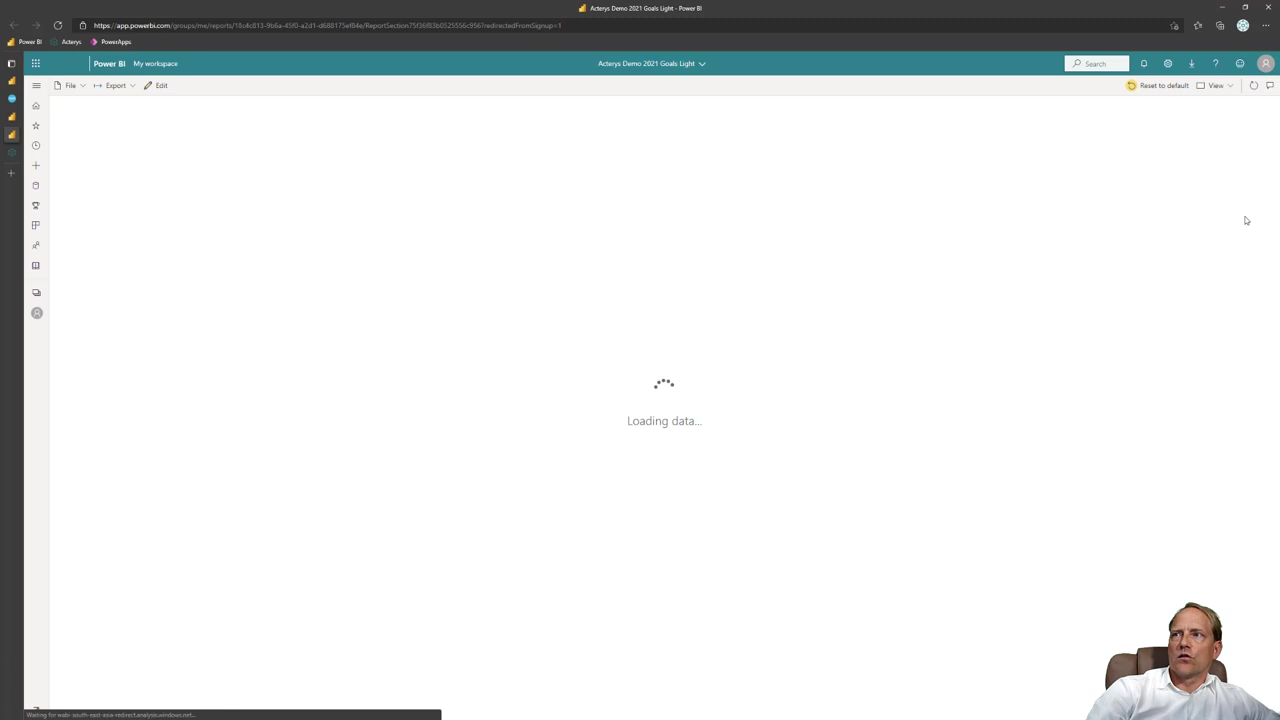 Acterys Demo 2021 Goals Light - Power BI
Power BI Acterys PowerApps
Power BI My workspace Acterys Demo 2021 Goals Light Search
File Export Edit Reset to default View
Loading data...